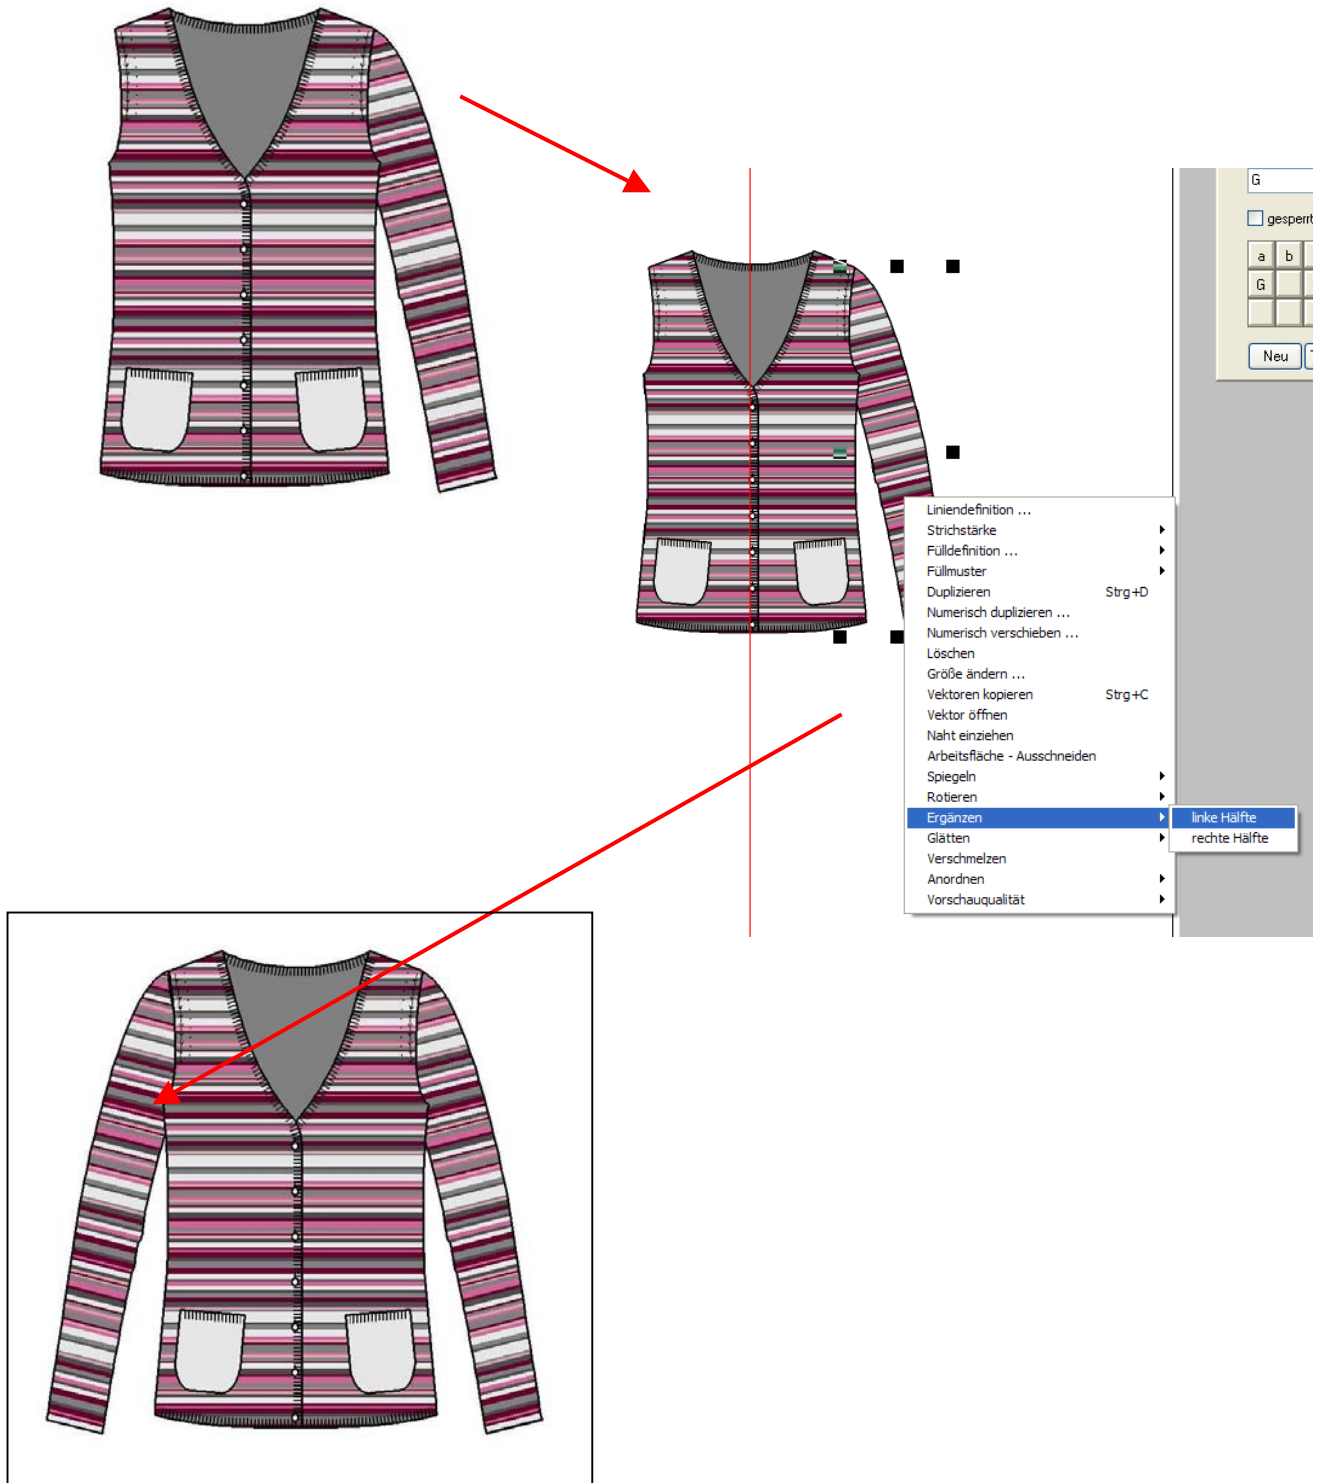 G
gesperrt
a b
G
Neu
Liniendefinition ...
Strichstärke
Fülldefinition ...
Füllmuster
Duplizieren Strg+D
Numerisch duplizieren ...
Numerisch verschieben ...
Löschen
Größe ändern ...
Vektoren kopieren Strg+C
Vektor öffnen
Naht einziehen
Arbeitsfläche - Ausschneiden
Spiegeln
Rotieren
Ergänzen linke Hälfte
Glätten rechte Hälfte
Verschmelzen
Anordnen
Vorschauqualität